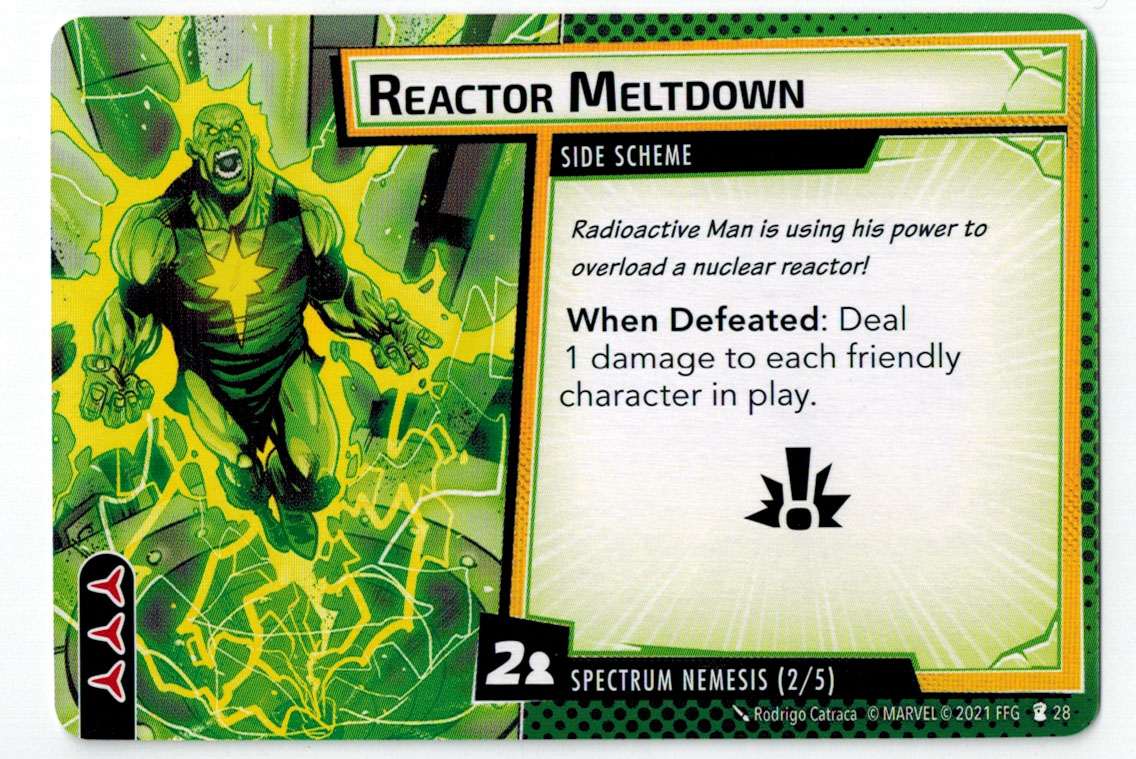 REACTOR MELTDOWN
SIDE SCHEME
Radioactive Man is using his power to
overload a nuclear reactor!
When Defeated: Deal
1 damage to each friendly
character in play.
2
SPECTRUM NEMESIS (2/5)
Rodrigo Catraca © MARVEL © 2021 FFG 28